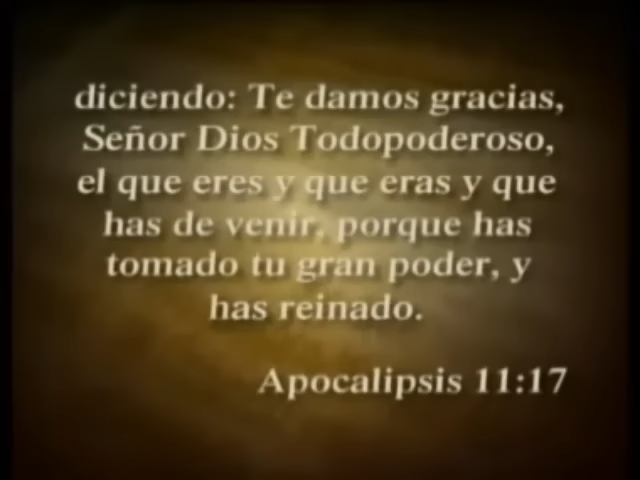 diciendo: Te damos gracias,
Señor Dios Todopoderoso,
el que eres y que eras y que
has de venir, porque has
tomado tu gran poder, y
has reinado.
Apocalipsis 11:17